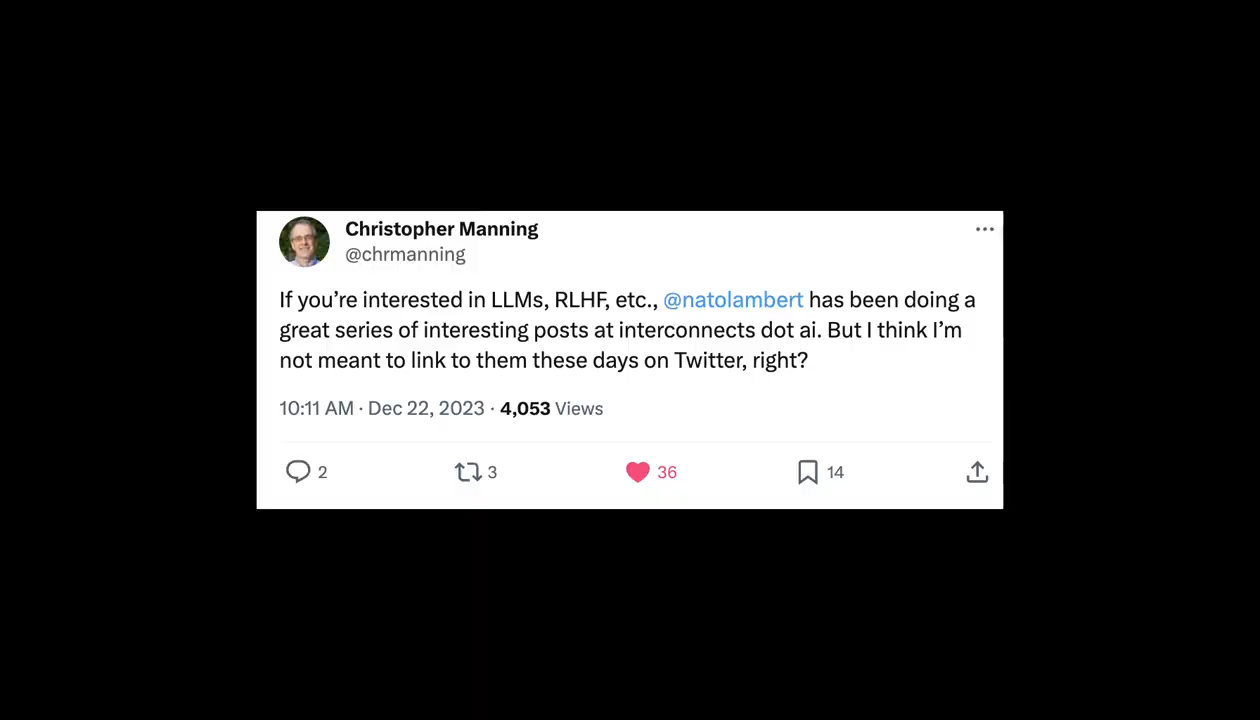 Christopher Manning
@chrmanning
If you’re interested in LLMs, RLHF, etc., @natolambert has been doing a
great series of interesting posts at interconnects dot ai. But I think I’m
not meant to link to them these days on Twitter, right?
10:11 AM · Dec 22, 2023 · 4,053 Views
2 3 36 14